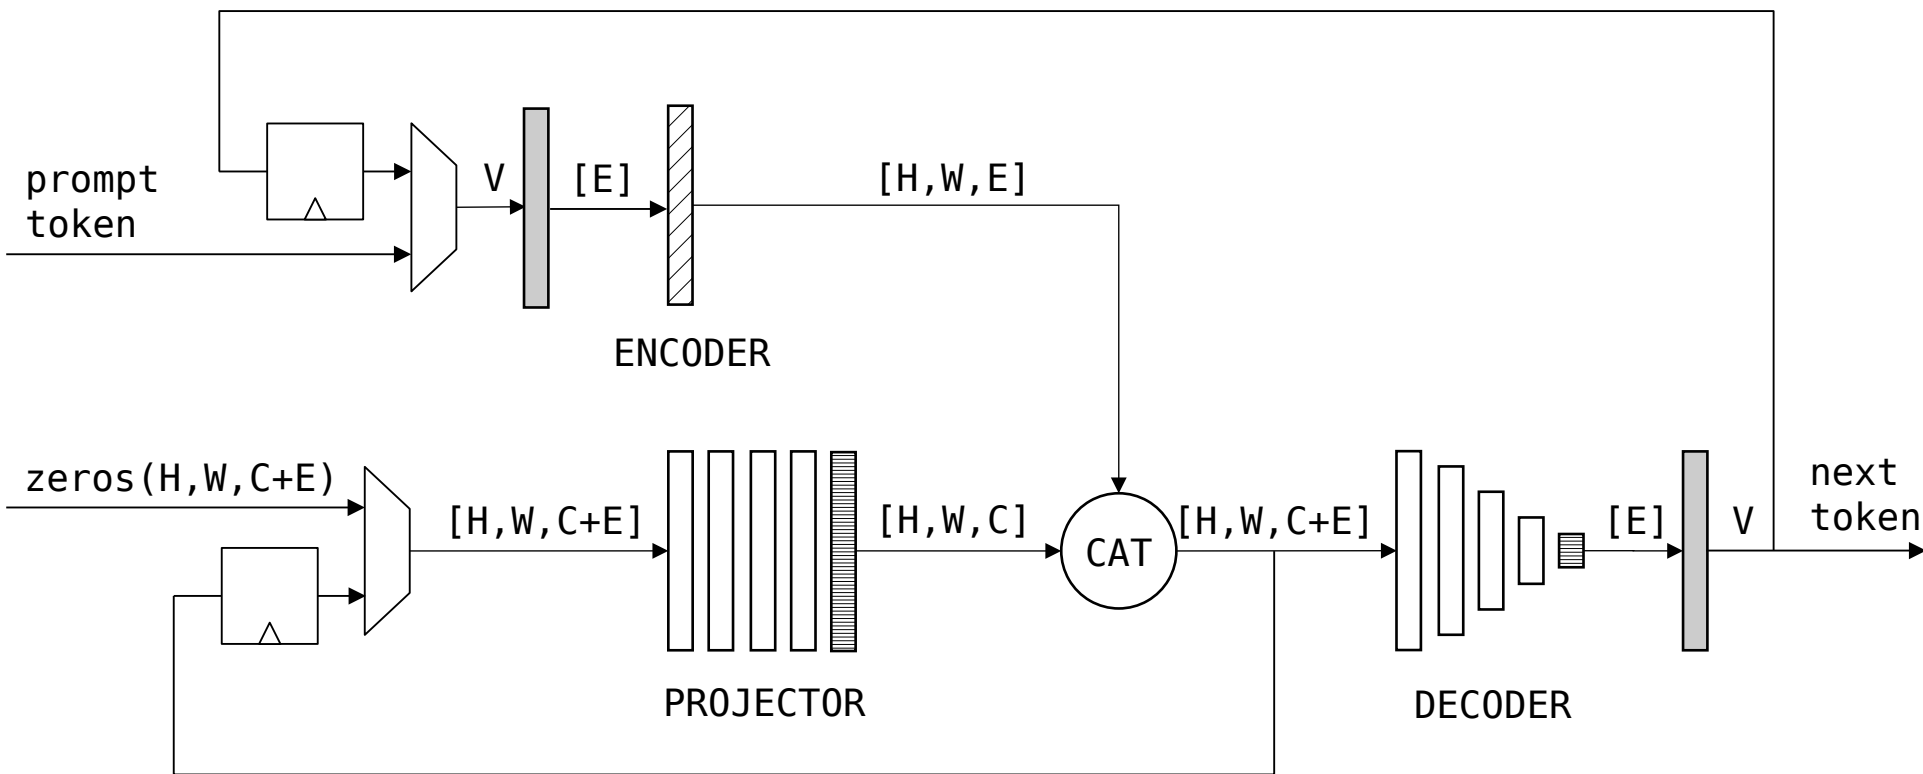 prompt
token
V
[E]
[H,W,E]
ENCODER
zeros(H,W,C+E)
[H,W,C+E]
[H,W,C]
CAT
[H,W,C+E]
[E]
V
next
token
PROJECTOR
DECODER